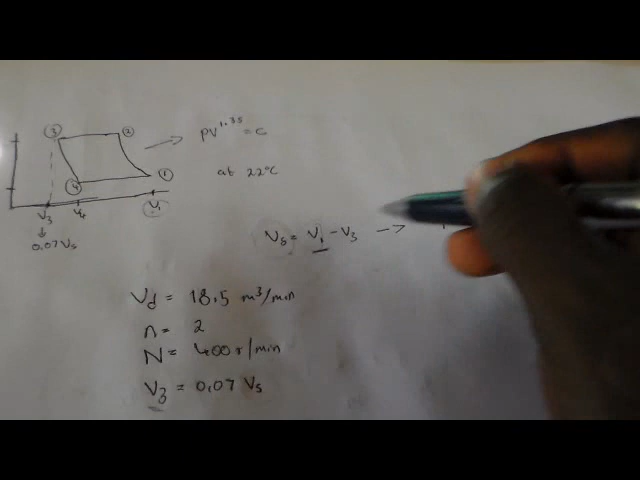 3 2
PV^1.35 = C
4 1
at 22°C
V3 V4 V1
0.07 Vs
Vs = V1 - V3 →
Vd = 18,5 m³/min
n = 2
N = 400 r/min
V3 = 0,07 Vs